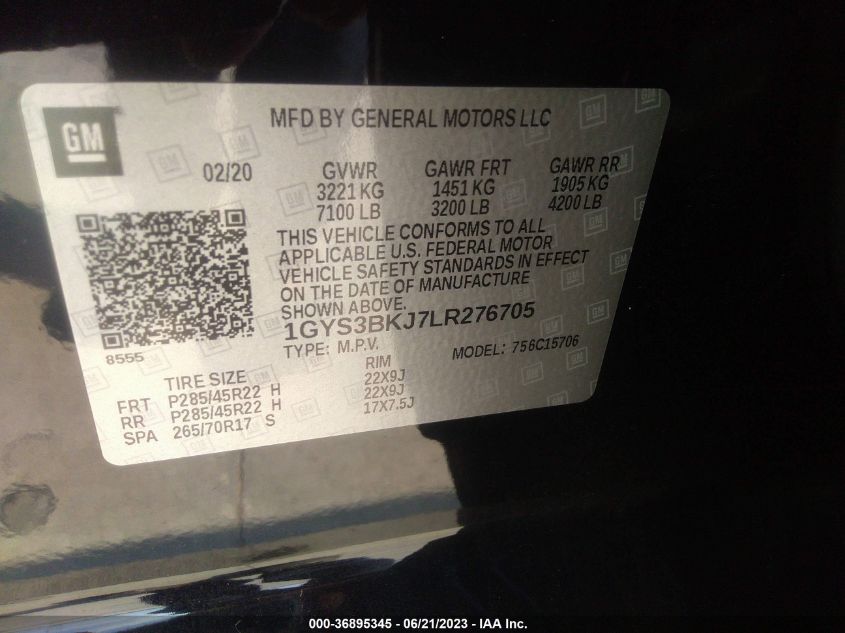 GM
MFD BY GENERAL MOTORS LLC
02/20 GVWR GAWR FRT GAWR RR
3221 KG 1451 KG 1905 KG
7100 LB 3200 LB 4200 LB
THIS VEHICLE CONFORMS TO ALL
APPLICABLE U.S. FEDERAL MOTOR
VEHICLE SAFETY STANDARDS IN EFFECT
ON THE DATE OF MANUFACTURE
SHOWN ABOVE.
1GYS3BKJ7LR276705
8555 TYPE: M.P.V. MODEL: 756C15706
TIRE SIZE RIM
FRT P285/45R22 H 22X9J
RR P285/45R22 H 22X9J
SPA 265/70R17 S 17X7.5J
000-36895345 - 06/21/2023 - IAA Inc.